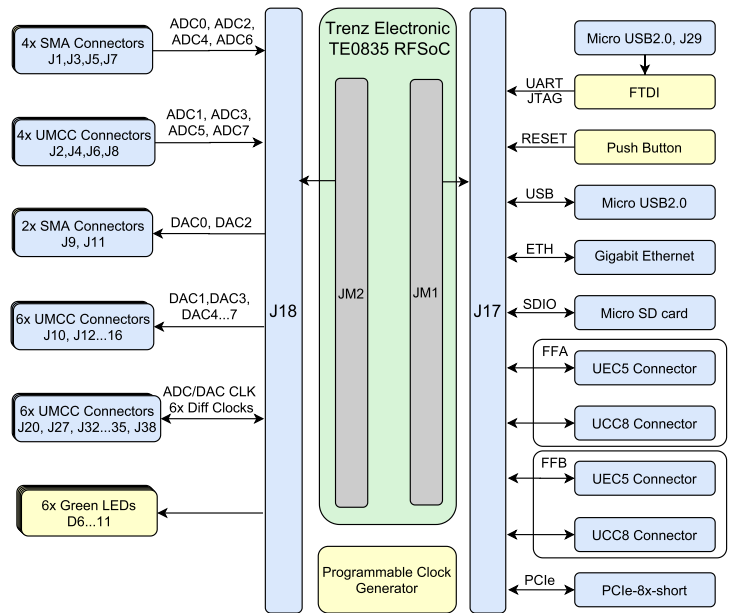 4x SMA Connectors
J1,J3,J5,J7
ADC0, ADC2,
ADC4, ADC6
4x UMCC Connectors
J2,J4,J6,J8
ADC1, ADC3,
ADC5, ADC7
2x SMA Connectors
J9, J11
DAC0, DAC2
6x UMCC Connectors
J10, J12...16
DAC1,DAC3,
DAC4...7
6x UMCC Connectors
J20, J27, J32...35, J38
ADC/DAC CLK
6x Diff Clocks
6x Green LEDs
D6...11
J18
Trenz Electronic
TE0835 RFSoC
JM2
JM1
Programmable Clock
Generator
J17
Micro USB2.0, J29
UART
JTAG
FTDI
RESET
Push Button
USB
Micro USB2.0
ETH
Gigabit Ethernet
SDIO
Micro SD card
FFA
UEC5 Connector
UCC8 Connector
FFB
UEC5 Connector
UCC8 Connector
PCIe
PCIe-8x-short